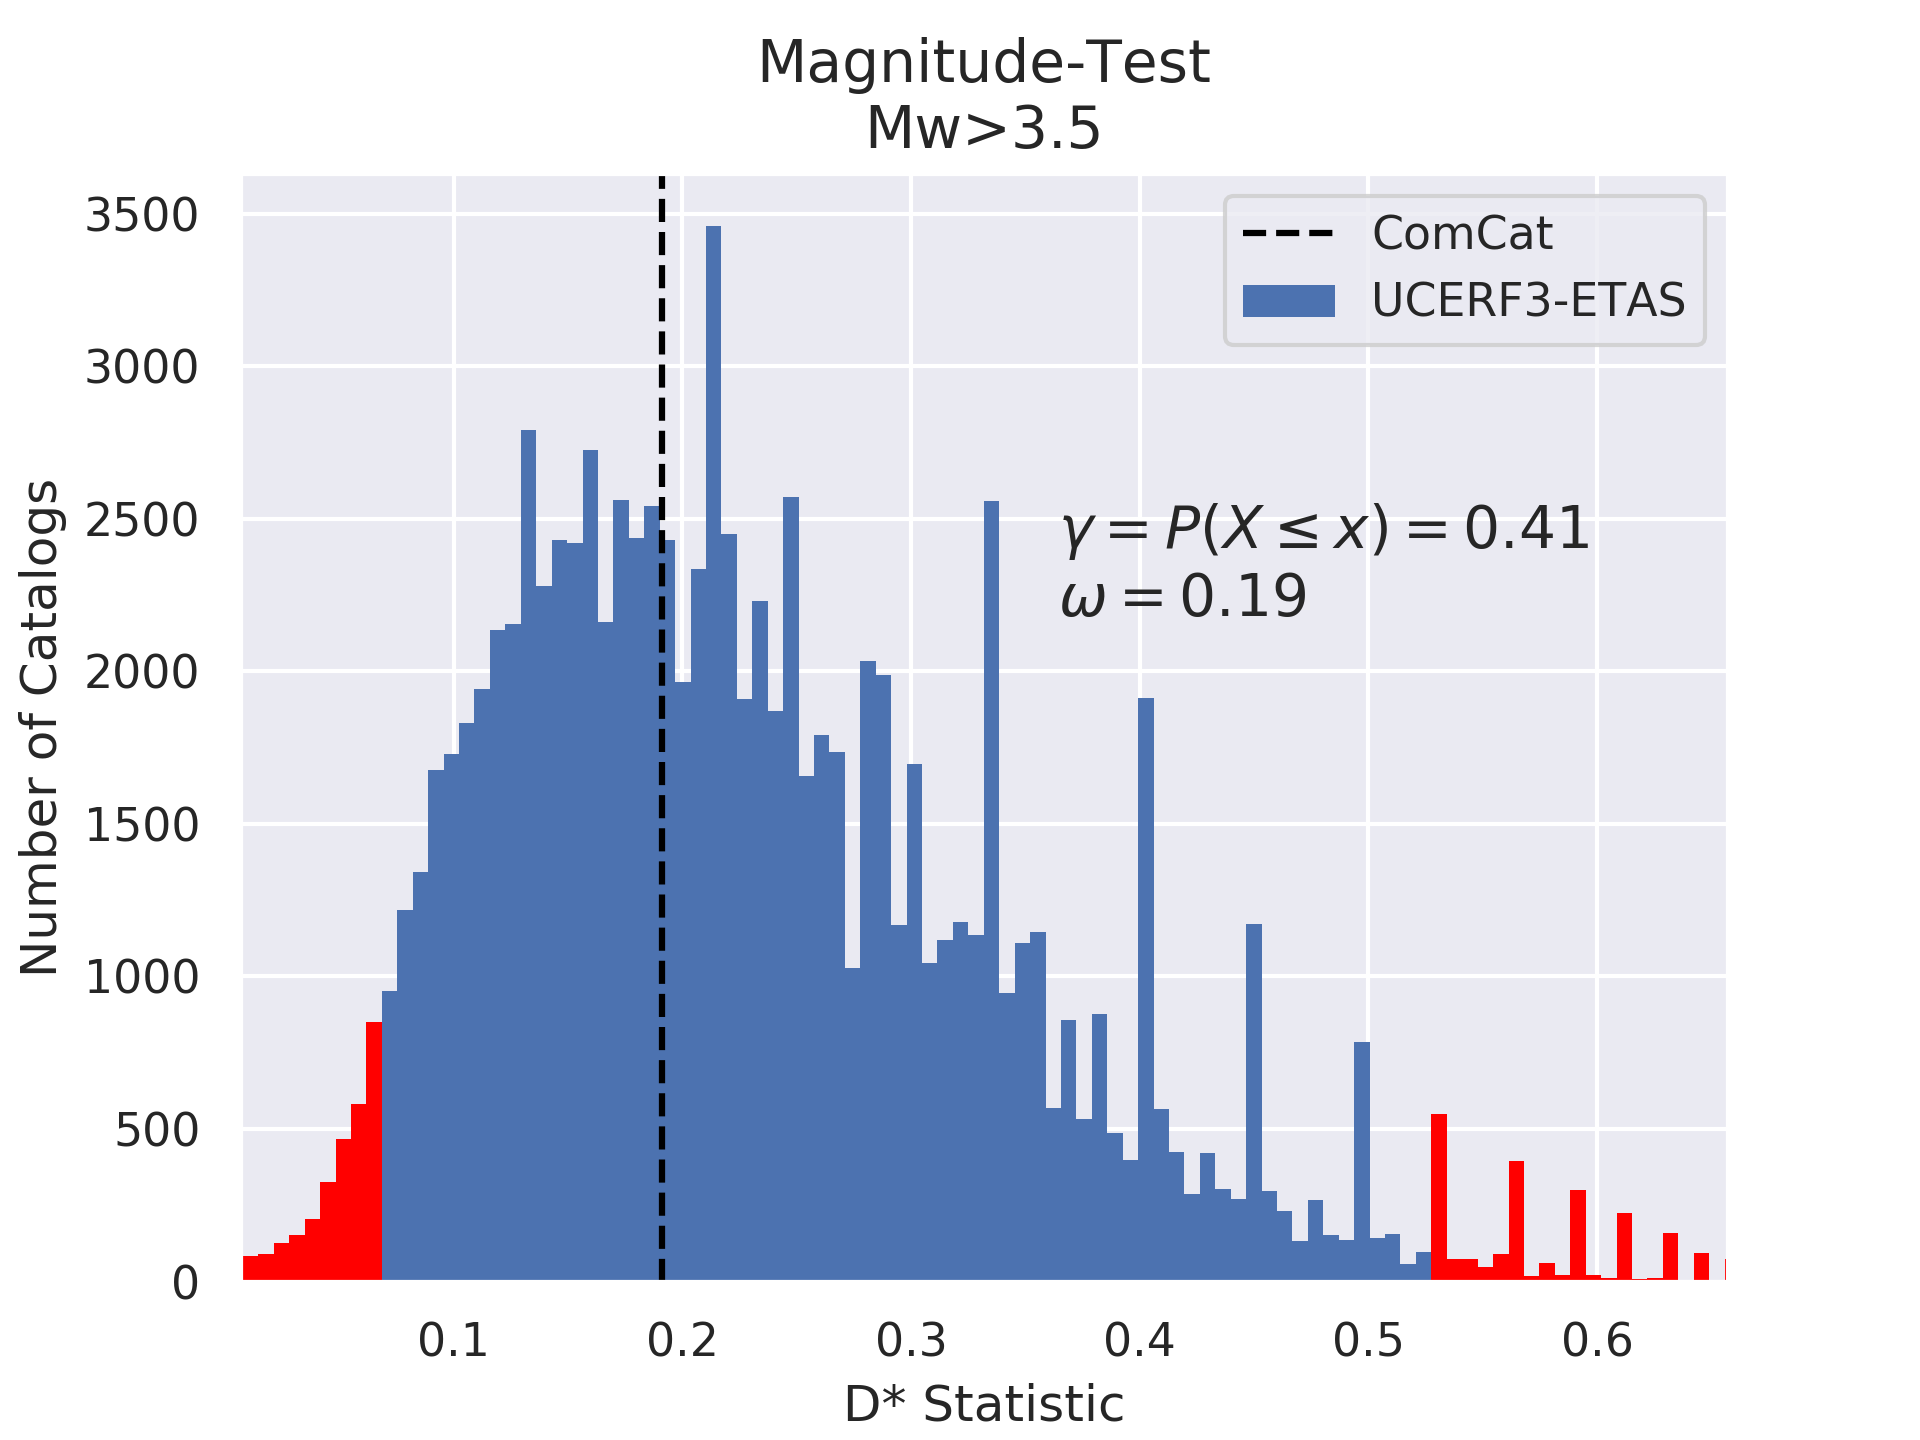 Magnitude-Test
Mw>3.5
3500
3000
2500
2000
1500
1000
500
0
Number of Catalogs
ComCat
UCERF3-ETAS
γ = P(X ≤ x) = 0.41
ω = 0.19
0.1 0.2 0.3 0.4 0.5 0.6
D* Statistic